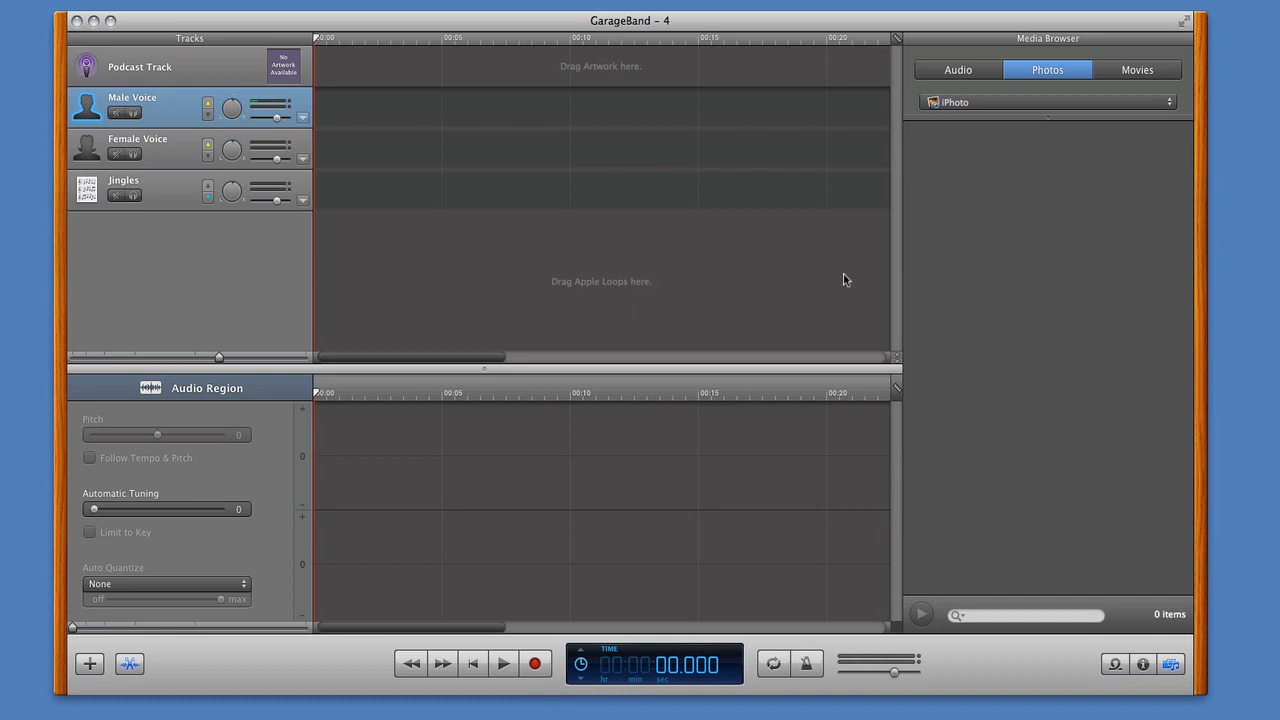 GarageBand - 4
Tracks
0:00 00:05 00:10 00:15 00:20
Media Browser
Podcast Track
No Artwork Available
Drag Artwork here.
Audio Photos Movies
iPhoto
Male Voice
Female Voice
Jingles
Drag Apple Loops here.
Audio Region
0:00 00:05 00:10 00:15 00:20
Pitch
0
Follow Tempo & Pitch
Automatic Tuning
0
Limit to Key
Auto Quantize
None
off max
+
0
-
+
0
-
0 items
TIME
00:00:00.000
hr min sec